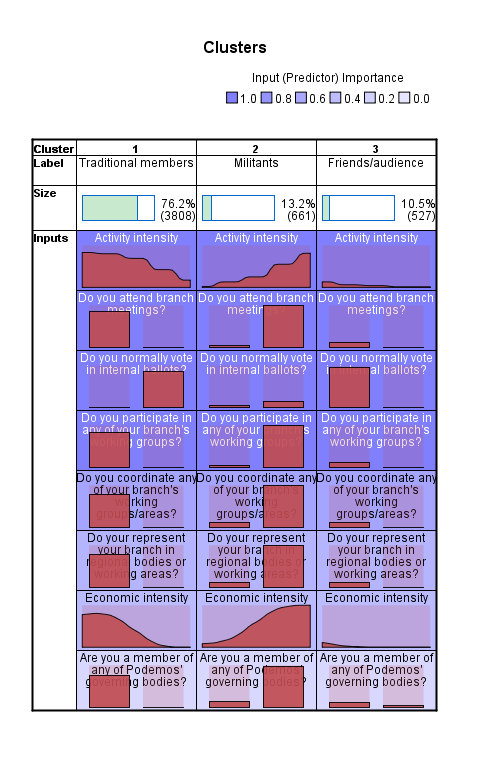 Clusters
Input (Predictor) Importance
1.0 0.8 0.6 0.4 0.2 0.0
Cluster 1 2 3
Label Traditional members Militants Friends/audience
Size 76.2% 13.2% 10.5%
(3808) (661) (527)
Inputs Activity intensity Activity intensity Activity intensity
Do you attend branch Do you attend branch Do you attend branch
meetings? meetings? meetings?
Do you normally vote Do you normally vote Do you normally vote
in internal ballots? in internal ballots? in internal ballots?
Do you participate in Do you participate in Do you participate in
any of your branch's any of your branch's any of your branch's
working groups? working groups? working groups?
Do you coordinate any Do you coordinate any Do you coordinate any
of your branch's of your branch's of your branch's
working working working
groups/areas? groups/areas? groups/areas?
Do your represent Do your represent Do your represent
your branch in your branch in your branch in
regional bodies or regional bodies or regional bodies or
working areas? working areas? working areas?
Economic intensity Economic intensity Economic intensity
Are you a member of Are you a member of Are you a member of
any of Podemos' any of Podemos' any of Podemos'
governing bodies? governing bodies? governing bodies?